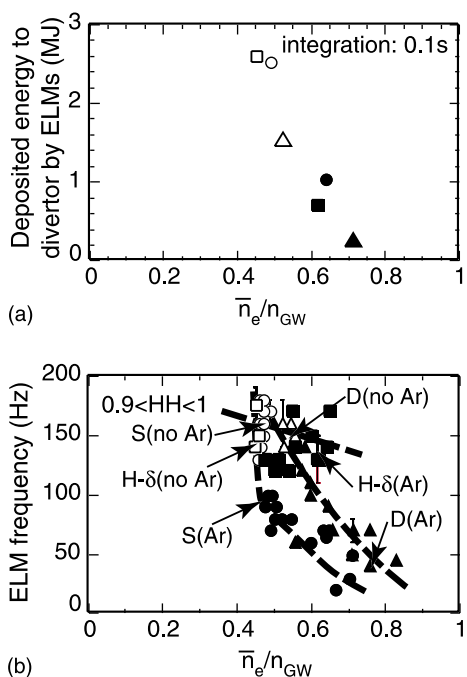 3
integration: 0.1s
2
1
0
Deposited energy to
divertor by ELMs (MJ)
0 0.2 0.4 0.6 0.8 1
n̅e/nGW
(a)
200
0.9<HH<1
D(no Ar)
S(no Ar)
150
H-δ(no Ar)
H-δ(Ar)
100
S(Ar)
D(Ar)
50
0
ELM frequency (Hz)
0 0.2 0.4 0.6 0.8 1
n̅e/nGW
(b)